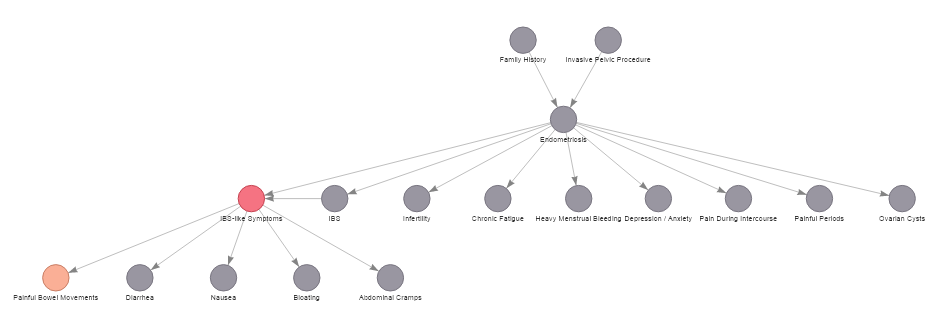 Family History
Invasive Pelvic Procedure
Endometriosis
IBS-like Symptoms
IBS
Infertility
Chronic Fatigue
Heavy Menstrual Bleeding
Depression / Anxiety
Pain During Intercourse
Painful Periods
Ovarian Cysts
Painful Bowel Movements
Diarrhea
Nausea
Bloating
Abdominal Cramps